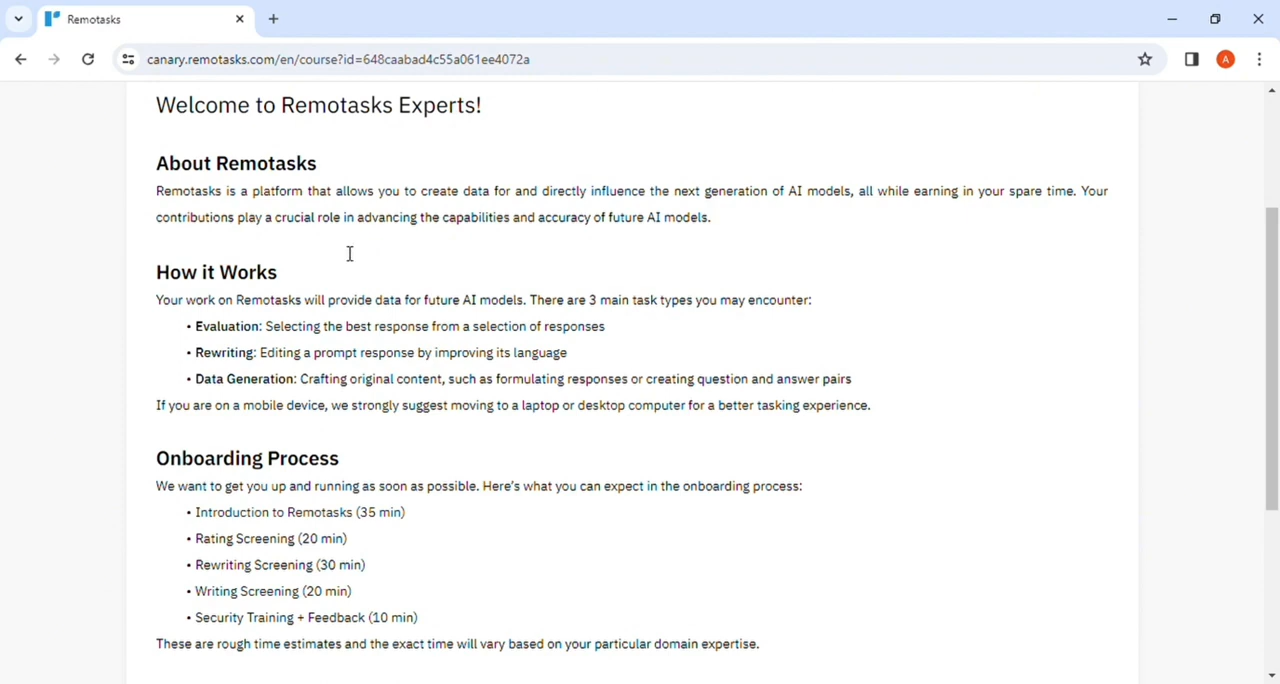 Remotasks
canary.remotasks.com/en/course?id=648caabad4c55a061ee4072a
A
Welcome to Remotasks Experts!
About Remotasks
Remotasks is a platform that allows you to create data for and directly influence the next generation of AI models, all while earning in your spare time. Your
contributions play a crucial role in advancing the capabilities and accuracy of future AI models.
How it Works
Your work on Remotasks will provide data for future AI models. There are 3 main task types you may encounter:
• Evaluation: Selecting the best response from a selection of responses
• Rewriting: Editing a prompt response by improving its language
• Data Generation: Crafting original content, such as formulating responses or creating question and answer pairs
If you are on a mobile device, we strongly suggest moving to a laptop or desktop computer for a better tasking experience.
Onboarding Process
We want to get you up and running as soon as possible. Here's what you can expect in the onboarding process:
• Introduction to Remotasks (35 min)
• Rating Screening (20 min)
• Rewriting Screening (30 min)
• Writing Screening (20 min)
• Security Training + Feedback (10 min)
These are rough time estimates and the exact time will vary based on your particular domain expertise.